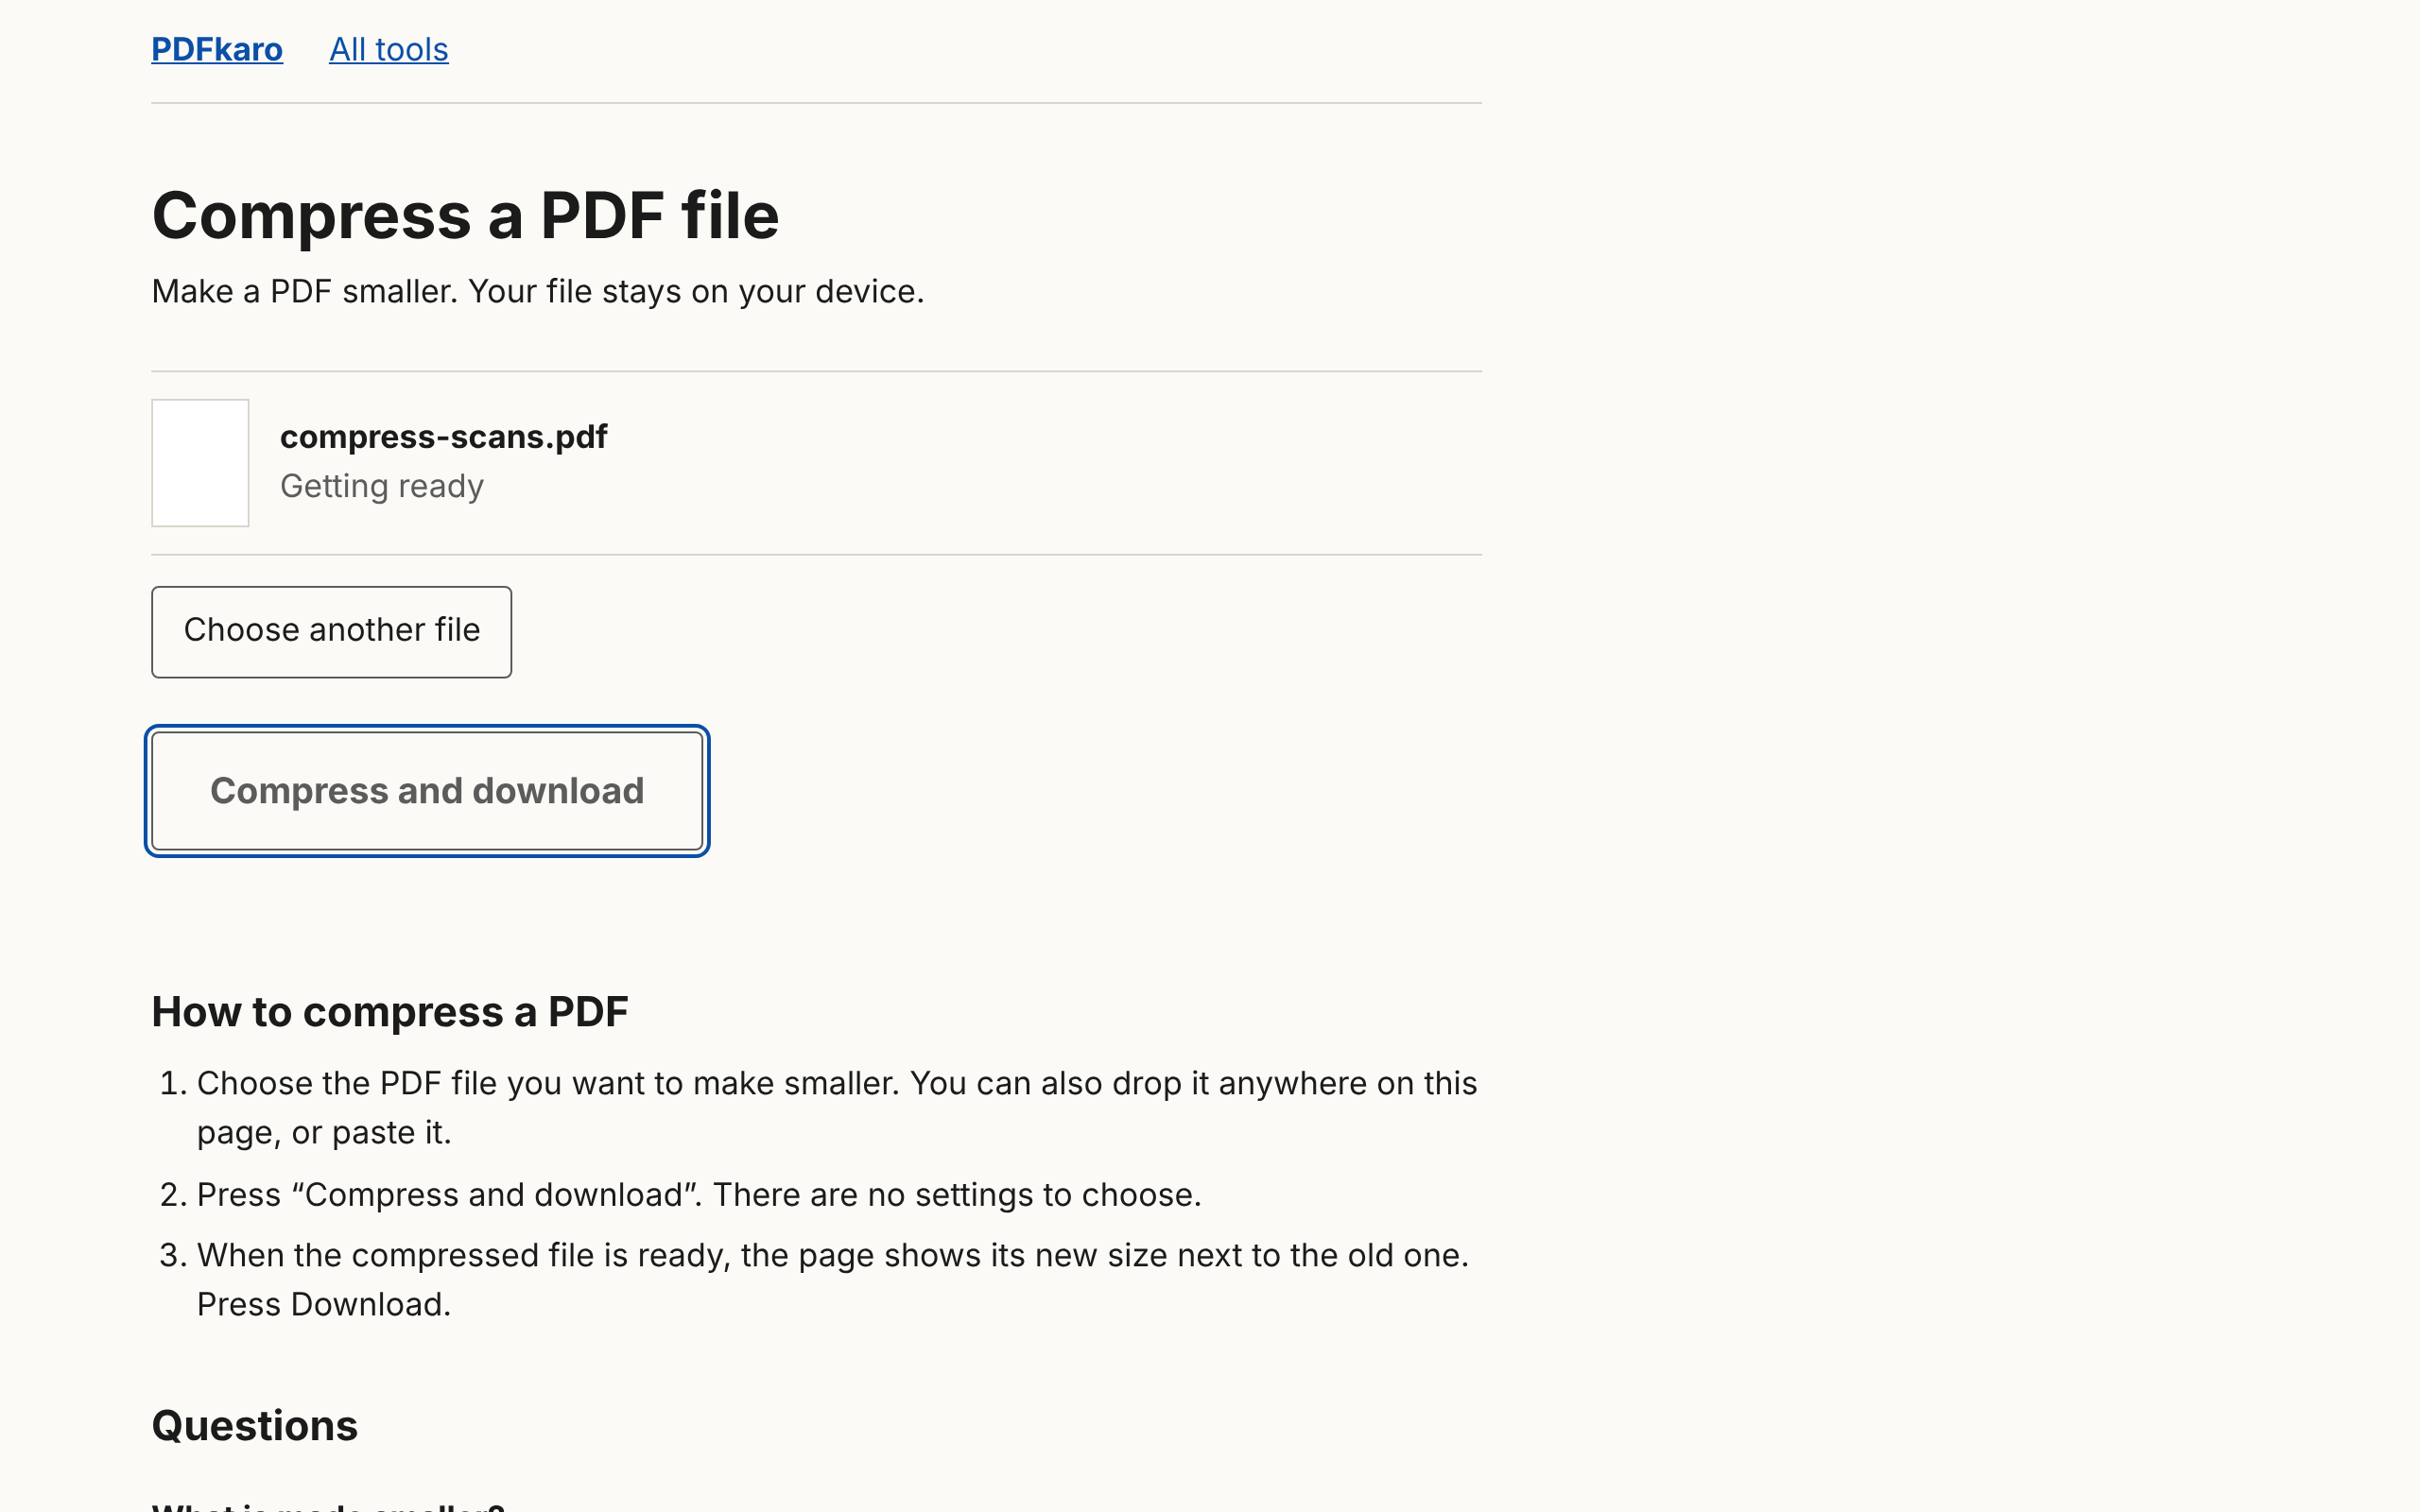 PDFkaro All tools
Compress a PDF file
Make a PDF smaller. Your file stays on your device.
compress-scans.pdf
Getting ready
Choose another file
Compress and download
How to compress a PDF
1. Choose the PDF file you want to make smaller. You can also drop it anywhere on this
page, or paste it.
2. Press “Compress and download”. There are no settings to choose.
3. When the compressed file is ready, the page shows its new size next to the old one.
Press Download.
Questions
What is made smaller?